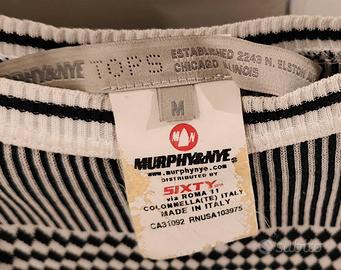 MURPHY&NYE TOPS ESTABLISHED 2243 N. ELSTON A
CHICAGO ILLINOIS
M
MURPHY&NYE
www.murphynye.com
DISTRIBUTED BY
SIXTY
via ROMA 11
COLONNELLA(TE) ITALY
MADE IN ITALY
CA31092 RNUSA103975
subito